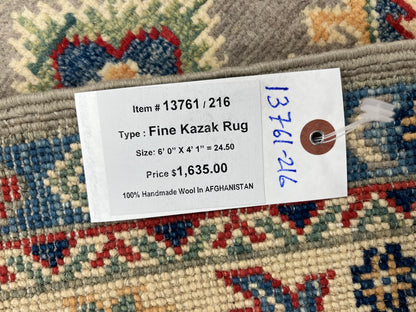 Item # 13761 / 216
Type : Fine Kazak Rug
Size: 6' 0" X 4' 1" = 24.50
Price $1,635.00
100% Handmade Wool In AFGHANISTAN
13761-216